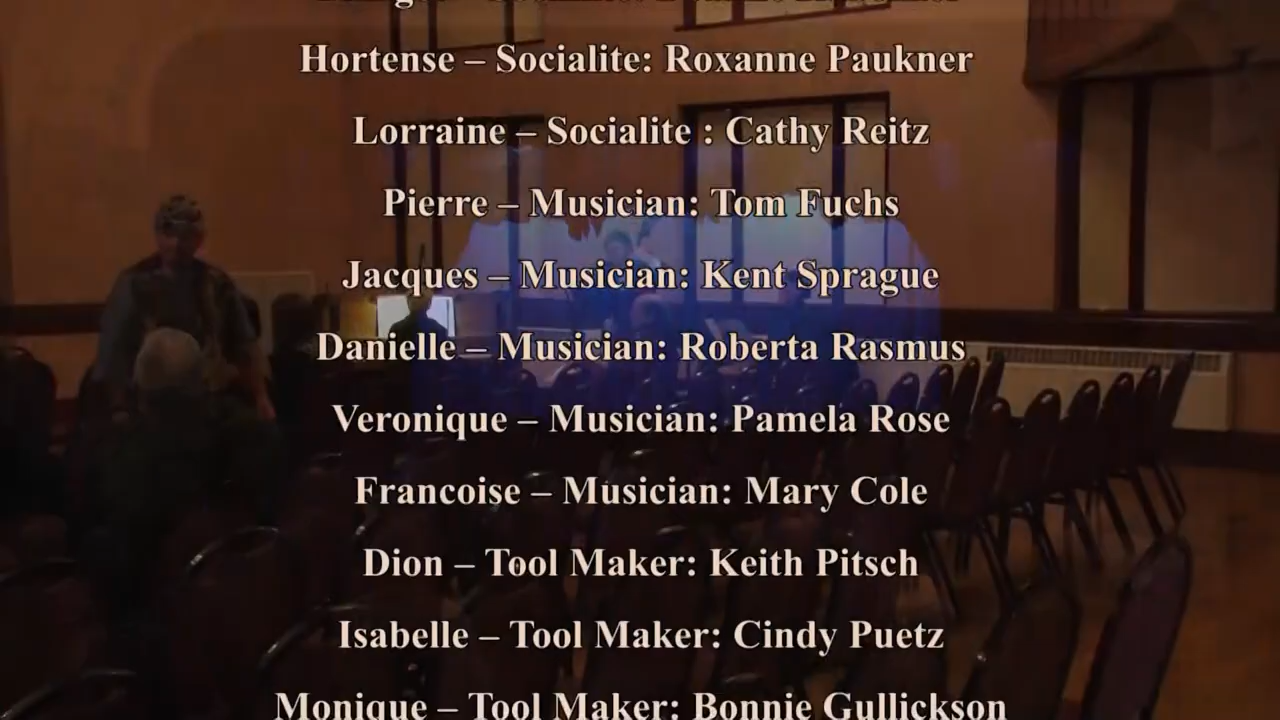 Hortense – Socialite: Roxanne Paukner
Lorraine – Socialite : Cathy Reitz
Pierre – Musician: Tom Fuchs
Jacques – Musician: Kent Sprague
Danielle – Musician: Roberta Rasmus
Veronique – Musician: Pamela Rose
Francoise – Musician: Mary Cole
Dion – Tool Maker: Keith Pitsch
Isabelle – Tool Maker: Cindy Puetz
Monique – Tool Maker: Bonnie Gullickson